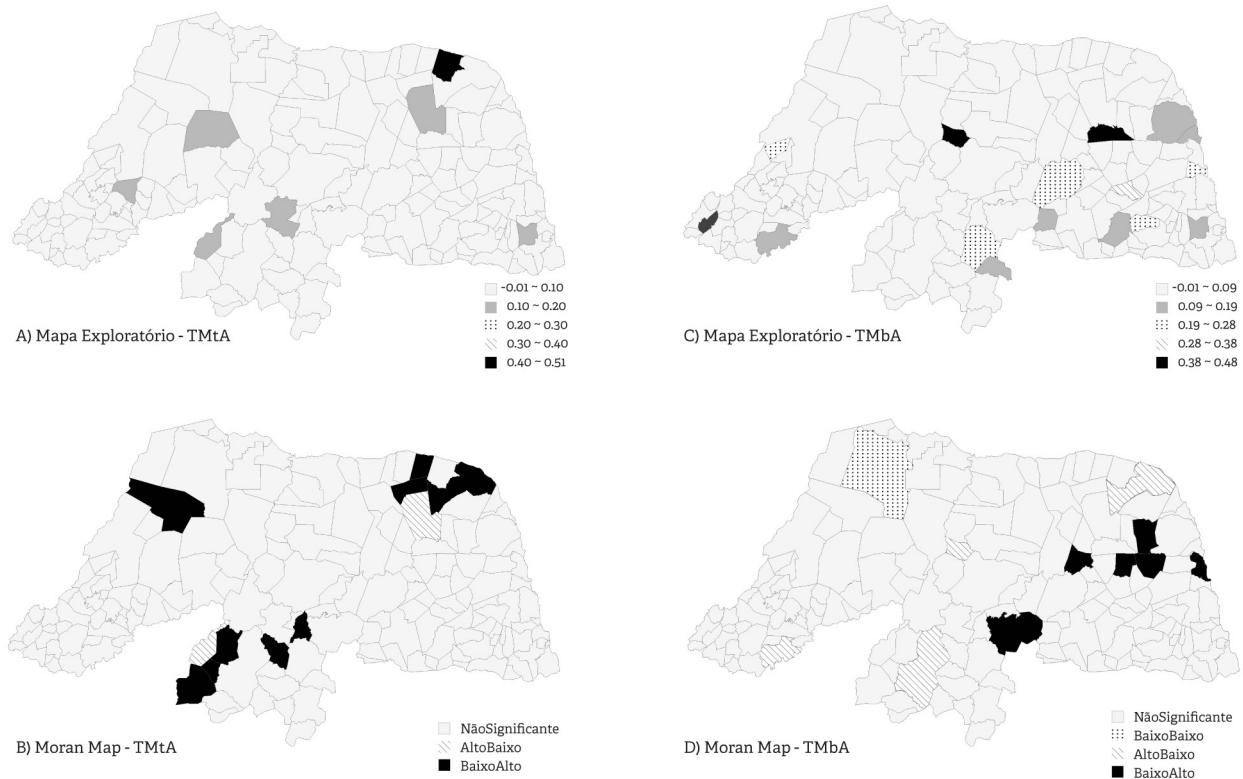 A) Mapa Exploratório - TMtA
-0.01 ~ 0.10
0.10 ~ 0.20
0.20 ~ 0.30
0.30 ~ 0.40
0.40 ~ 0.51
C) Mapa Exploratório - TMbA
-0.01 ~ 0.09
0.09 ~ 0.19
0.19 ~ 0.28
0.28 ~ 0.38
0.38 ~ 0.48
B) Moran Map - TMtA
NãoSignificante
AltoBaixo
BaixoAlto
D) Moran Map - TMbA
NãoSignificante
BaixoBaixo
AltoBaixo
BaixoAlto